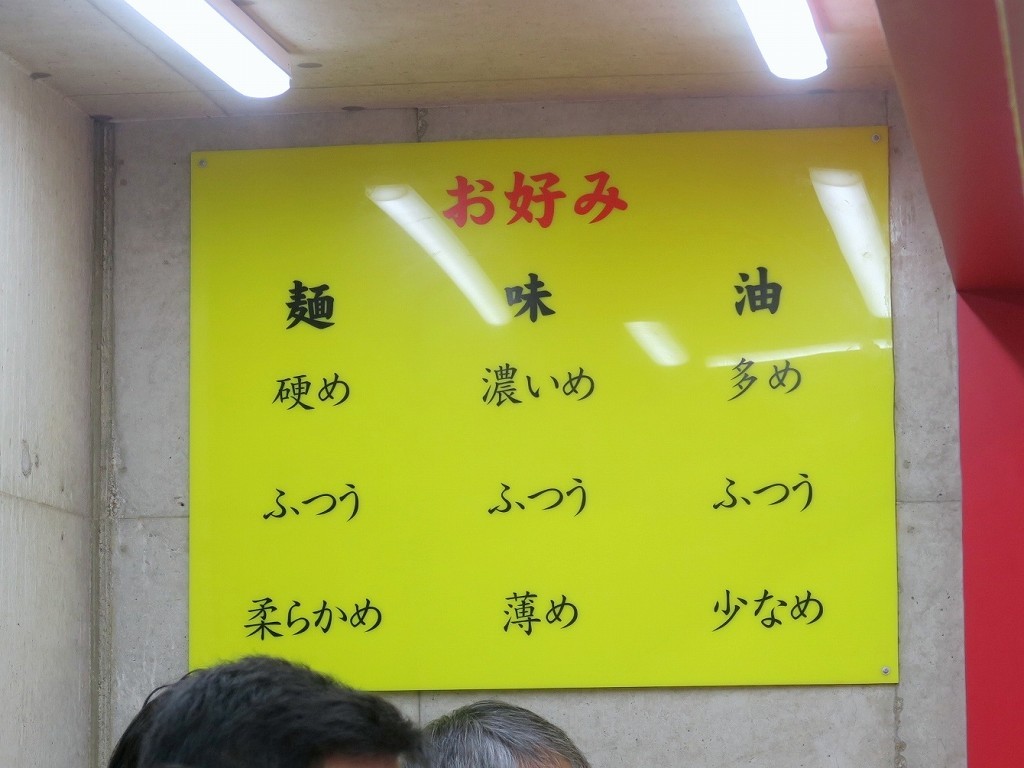 お好み
麺 味 油
硬め 濃いめ 多め
ふつう ふつう ふつう
柔らかめ 薄め 少なめ